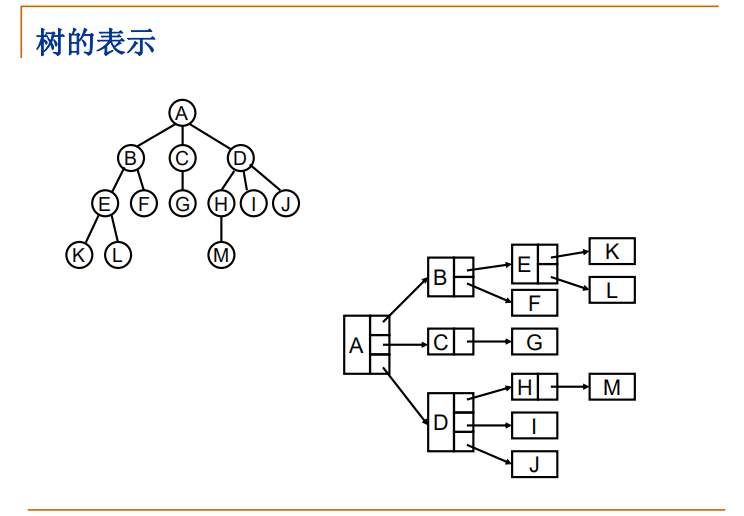 树的表示
A
B C D
E F G H I J
K L M
B E K
L
F
A C G
D H M
I
J